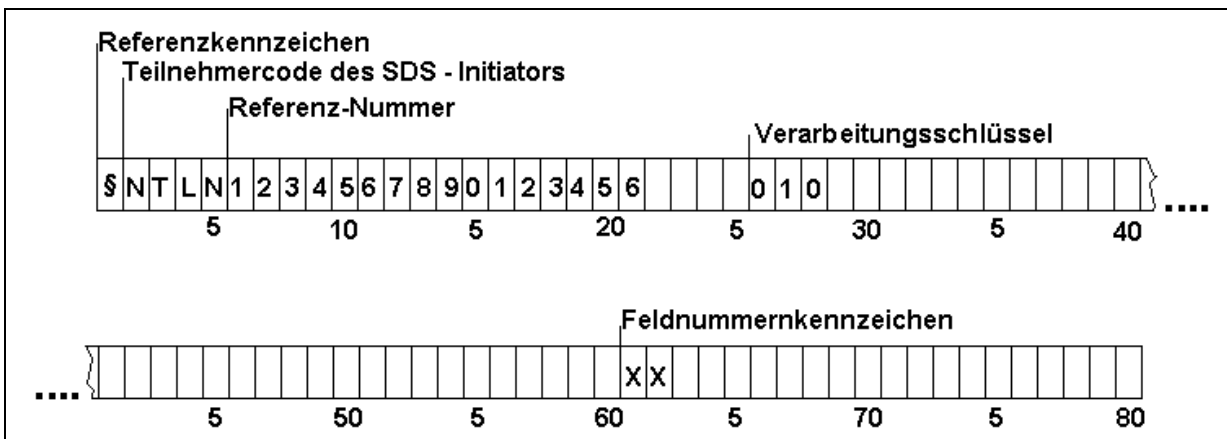 Referenzkennzeichen
Teilnehmercode des SDS - Initiators
Referenz-Nummer
Verarbeitungsschlüssel
§ N T L N 1 2 3 4 5 6 7 8 9 0 1 2 3 4 5 6 0 1 0
....
5 10 5 20 5 30 5 40
Feldnummernkennzeichen
.... X X
5 50 5 60 5 70 5 80